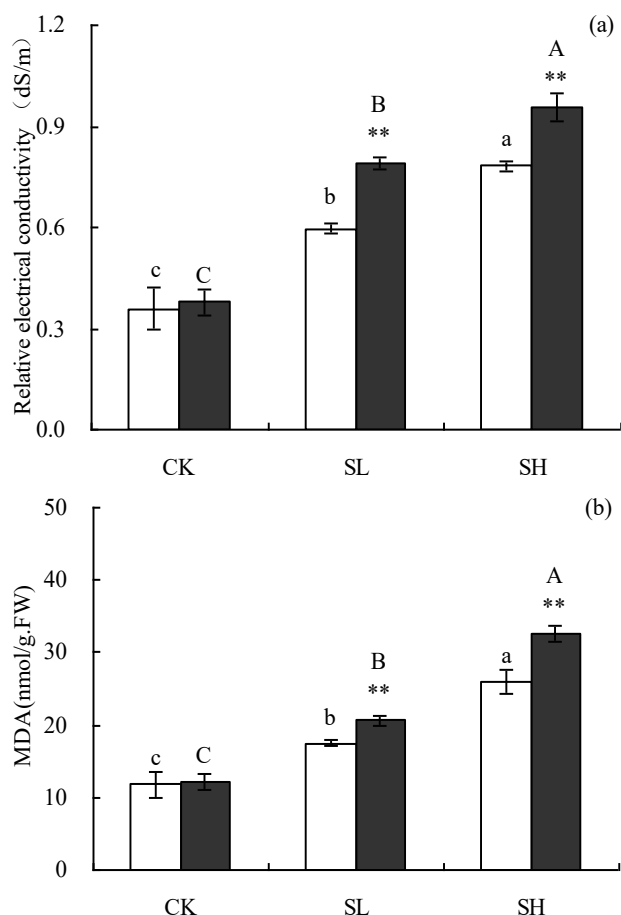 (a)
Relative electrical conductivity （dS/m）
1.2
0.9
0.6
0.3
0.0
c
C
b
B
**
a
A
**
CK SL SH
(b)
MDA(nmol/g.FW)
50
40
30
20
10
0
c
C
b
B
**
a
A
**
CK SL SH